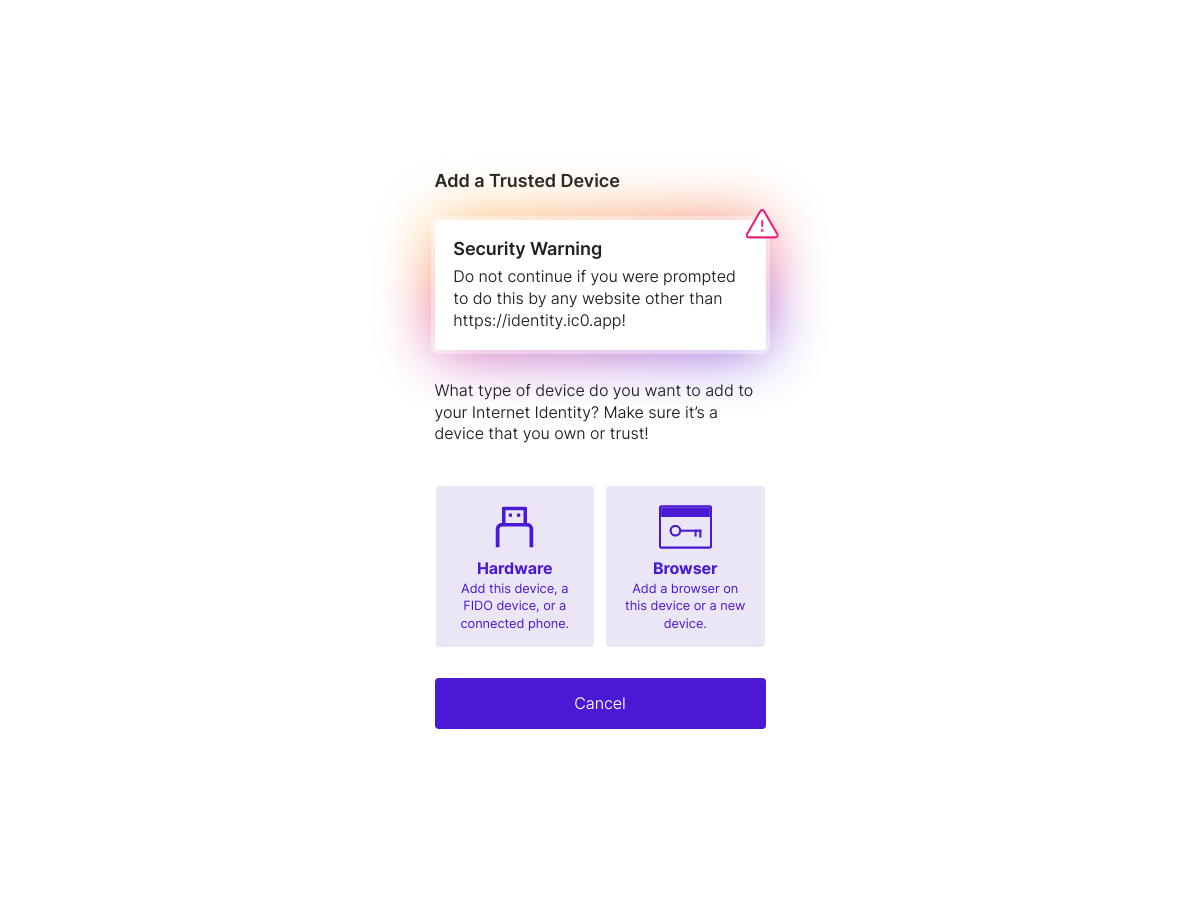 Add a Trusted Device
Security Warning
Do not continue if you were prompted
to do this by any website other than
https://identity.ic0.app!
What type of device do you want to add to
your Internet Identity? Make sure it’s a
device that you own or trust!
Hardware
Add this device, a
FIDO device, or a
connected phone.
Browser
Add a browser on
this device or a new
device.
Cancel